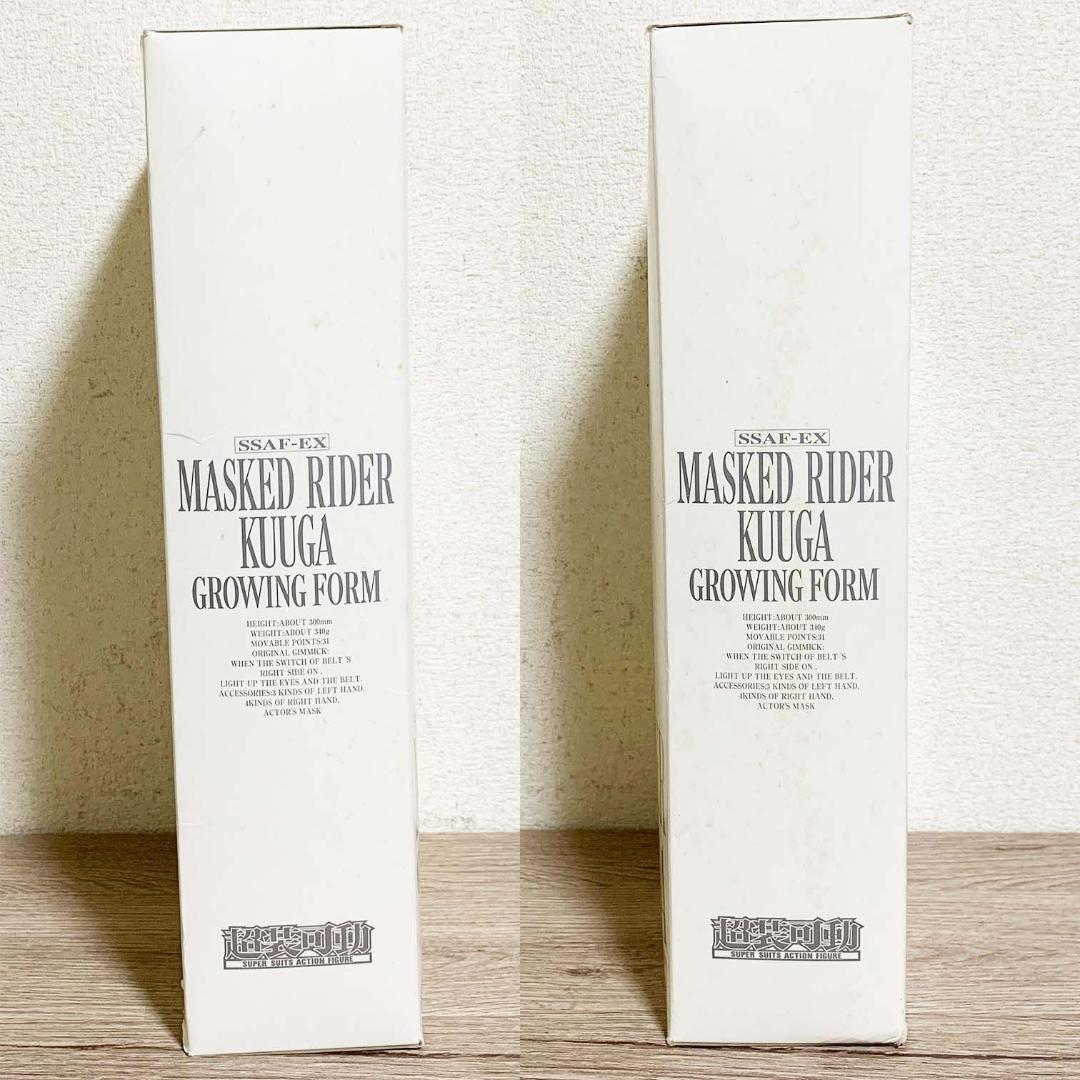 SSAF-EX
MASKED RIDER
KUUGA
GROWING FORM
HEIGHT:ABOUT 300mm
WEIGHT:ABOUT 340g
MOVABLE POINTS:31
ORIGINAL GIMMICK:
WHEN THE SWITCH OF BELT 'S
RIGHT SIDE ON .
LIGHT UP THE EYES AND THE BELT.
ACCESSORIES:3 KINDS OF LEFT HAND.
4KINDS OF RIGHT HAND.
ACTOR'S MASK
超装可動
SUPER SUITS ACTION FIGURE
SSAF-EX
MASKED RIDER
KUUGA
GROWING FORM
HEIGHT:ABOUT 300mm
WEIGHT:ABOUT 340g
MOVABLE POINTS:31
ORIGINAL GIMMICK:
WHEN THE SWITCH OF BELT 'S
RIGHT SIDE ON .
LIGHT UP THE EYES AND THE BELT.
ACCESSORIES:3 KINDS OF LEFT HAND.
4KINDS OF RIGHT HAND.
ACTOR'S MASK
超装可動
SUPER SUITS ACTION FIGURE